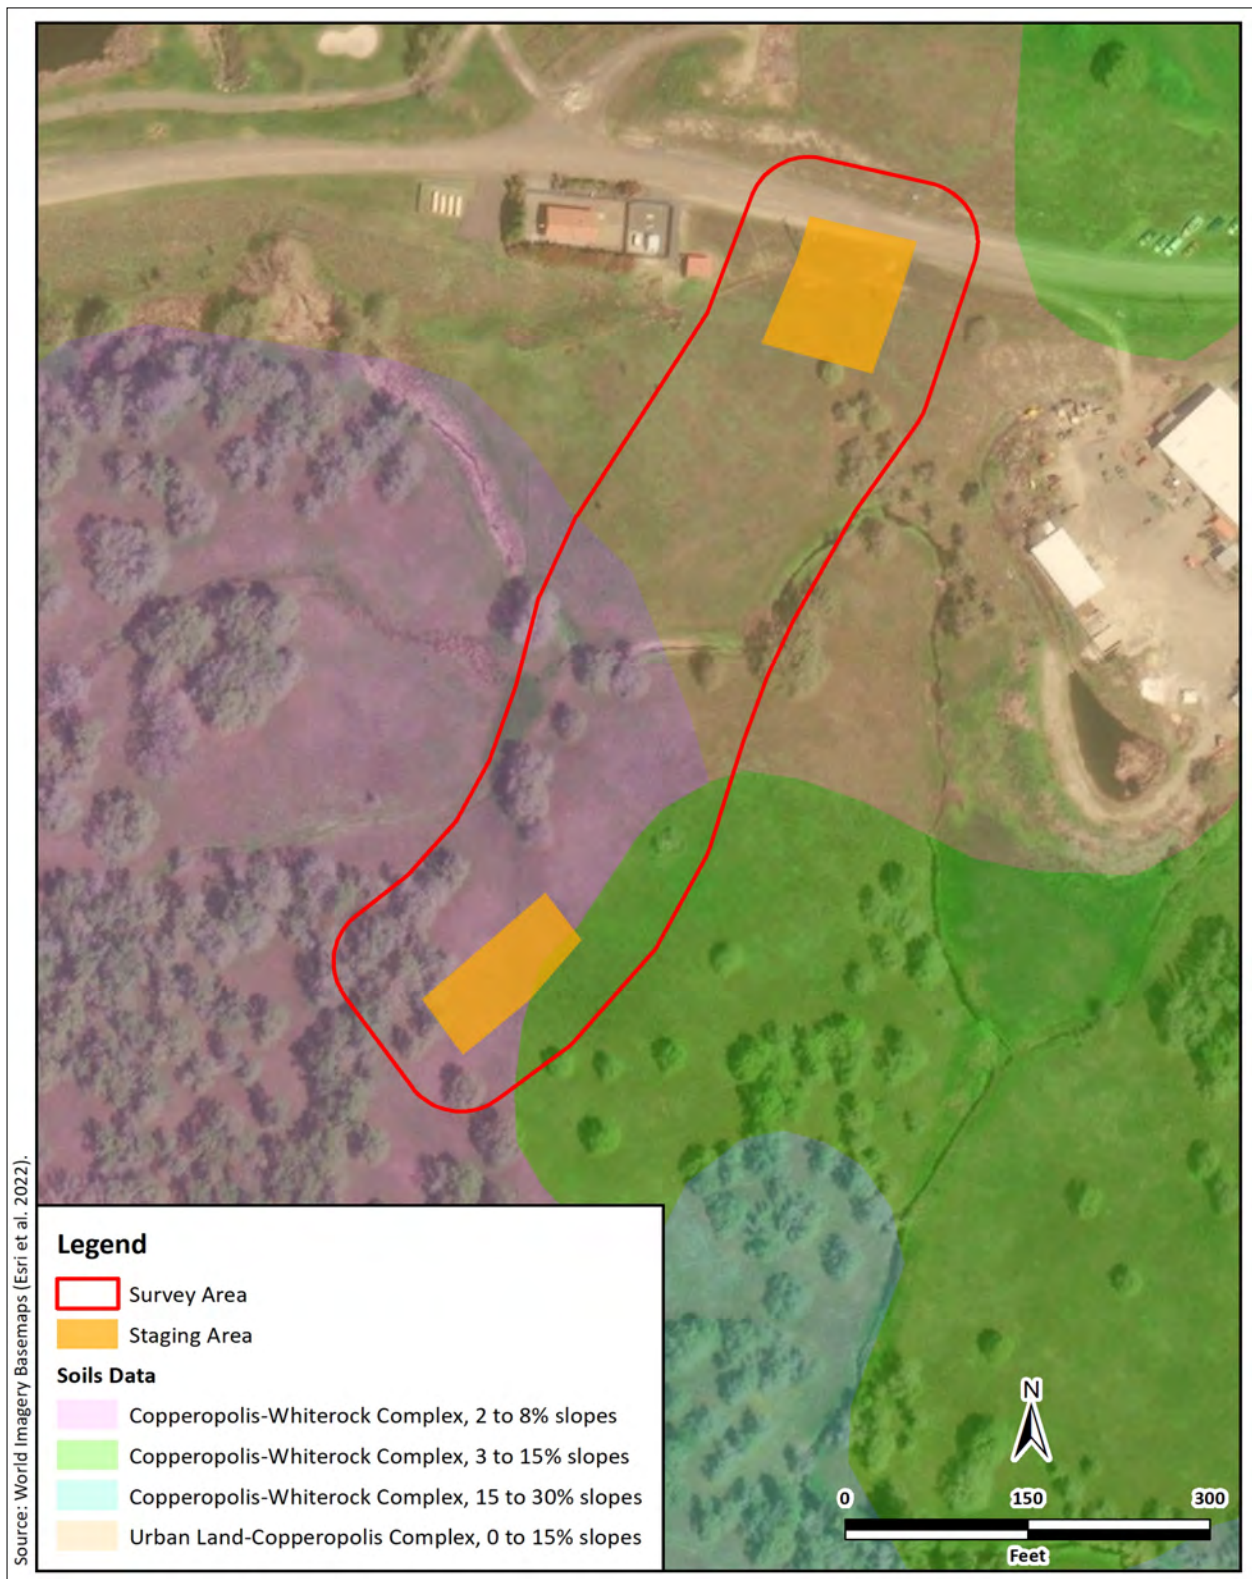 Source: World Imagery Basemaps (Esri et al. 2022).
Legend
Survey Area
Staging Area
Soils Data
Copperopolis-Whiterock Complex, 2 to 8% slopes
Copperopolis-Whiterock Complex, 3 to 15% slopes
Copperopolis-Whiterock Complex, 15 to 30% slopes
Urban Land-Copperopolis Complex, 0 to 15% slopes
N
0 150 300
Feet